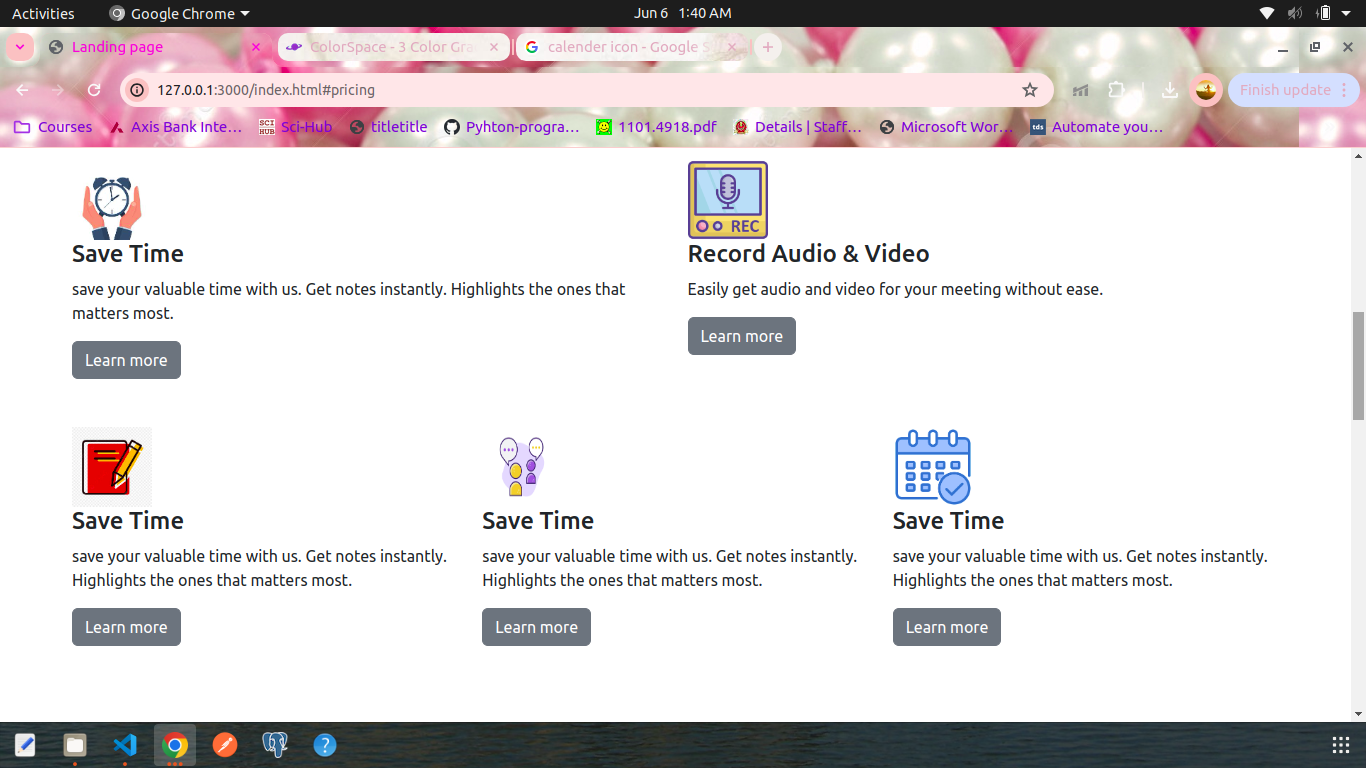 Activities Google Chrome Jun 6 1:40 AM
Landing page ColorSpace - 3 Color Gra calender icon - Google S
127.0.0.1:3000/index.html#pricing Finish update
Courses Axis Bank Inte… SCI HUB Sci-Hub titletitle Pyhton-progra… 1101.4918.pdf Details | Staff… Microsoft Wor… tds Automate you…
REC
Save Time Record Audio & Video
save your valuable time with us. Get notes instantly. Highlights the ones that Easily get audio and video for your meeting without ease.
matters most.
Learn more Learn more
Save Time Save Time Save Time
save your valuable time with us. Get notes instantly. save your valuable time with us. Get notes instantly. save your valuable time with us. Get notes instantly.
Highlights the ones that matters most. Highlights the ones that matters most. Highlights the ones that matters most.
Learn more Learn more Learn more